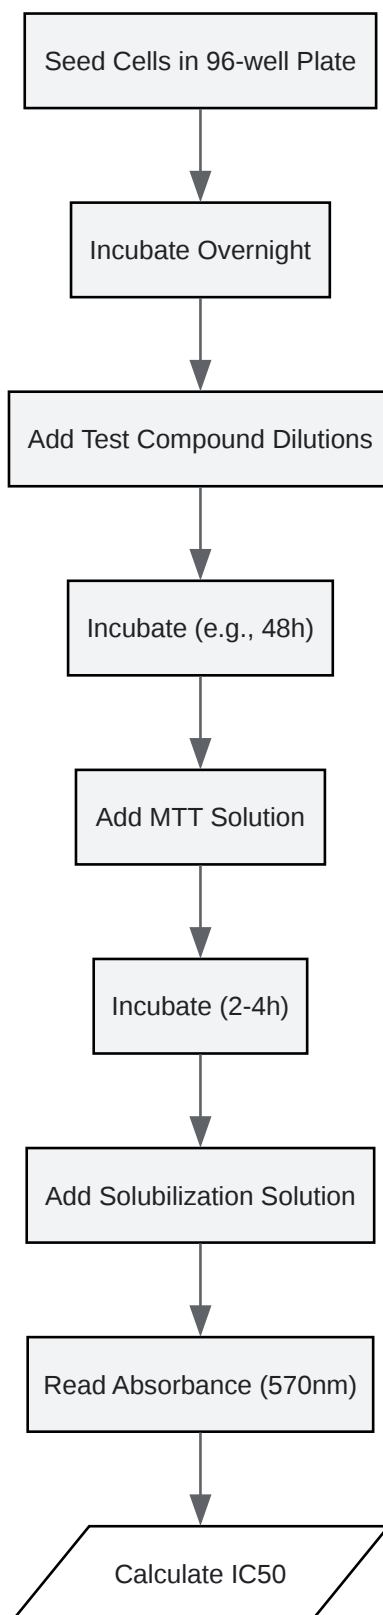 Seed Cells in 96-well Plate
Incubate Overnight
Add Test Compound Dilutions
Incubate (e.g., 48h)
Add MTT Solution
Incubate (2-4h)
Add Solubilization Solution
Read Absorbance (570nm)
Calculate IC50